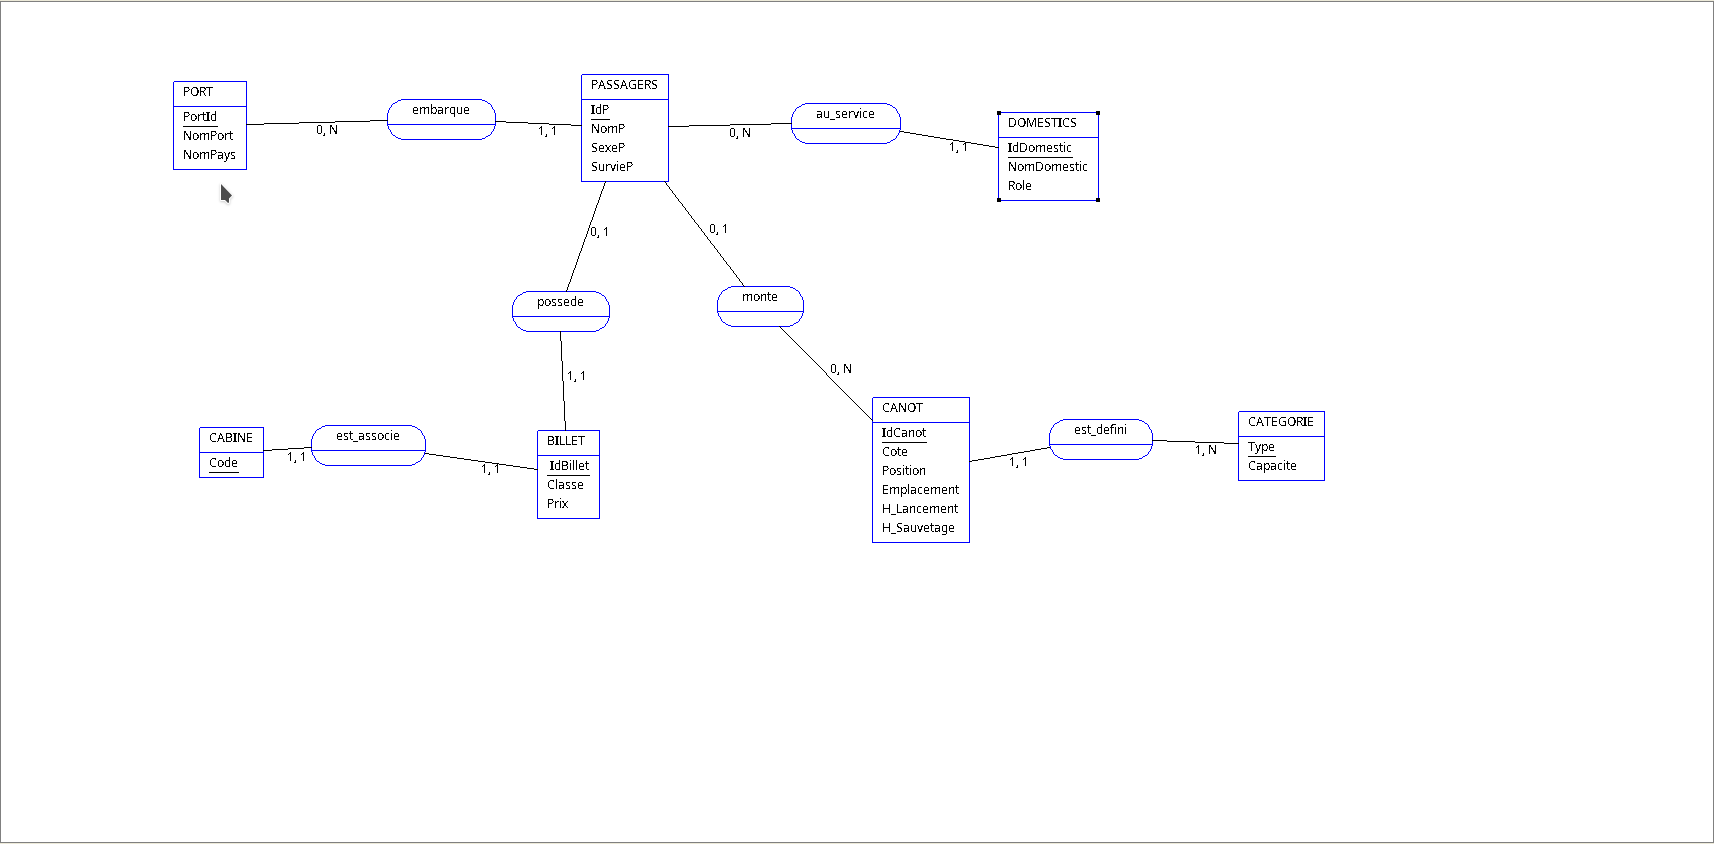 PORT
PortId
NomPort
NomPays
0, N
embarque
1, 1
PASSAGERS
IdP
NomP
SexeP
SurvieP
0, N
au_service
1, 1
DOMESTICS
IdDomestic
NomDomestic
Role
0, 1
possede
1, 1
0, 1
monte
0, N
CABINE
Code
1, 1
est_associe
1, 1
BILLET
IdBillet
Classe
Prix
CANOT
IdCanot
Cote
Position
Emplacement
H_Lancement
H_Sauvetage
1, 1
est_defini
1, N
CATEGORIE
Type
Capacite